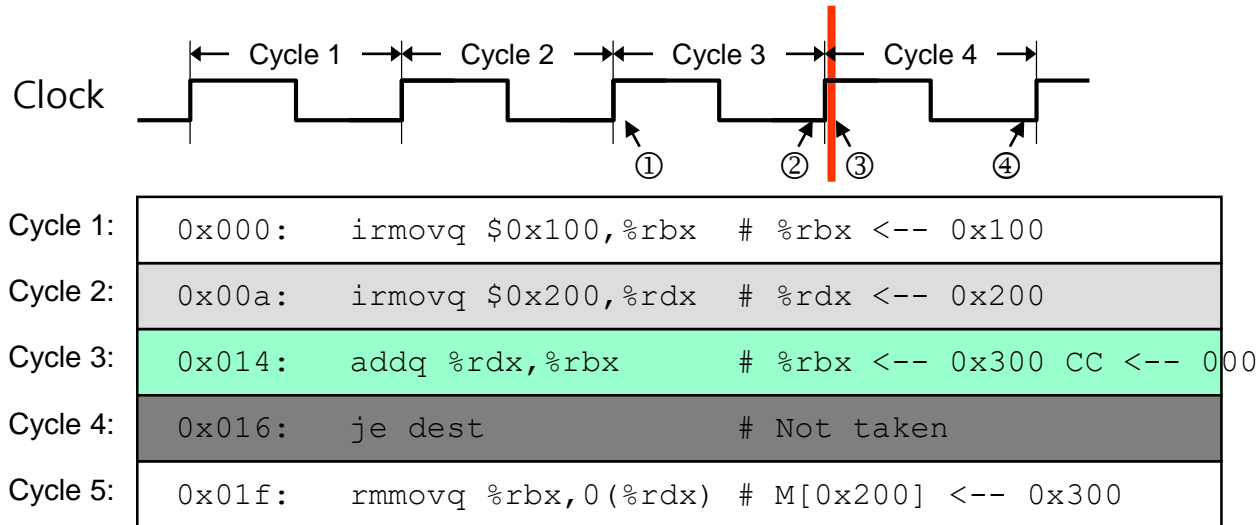 Cycle 1 Cycle 2 Cycle 3 Cycle 4
Clock
① ② ③ ④
Cycle 1: 0x000: irmovq $0x100,%rbx # %rbx <-- 0x100
Cycle 2: 0x00a: irmovq $0x200,%rdx # %rdx <-- 0x200
Cycle 3: 0x014: addq %rdx,%rbx # %rbx <-- 0x300 CC <-- 000
Cycle 4: 0x016: je dest # Not taken
Cycle 5: 0x01f: rmmovq %rbx,0(%rdx) # M[0x200] <-- 0x300